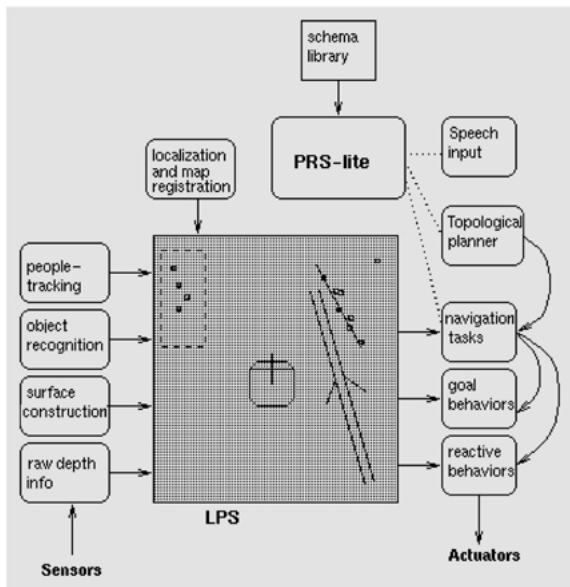 schema
library
PRS-lite
Speech
input
localization
and map
registration
Topological
planner
people-
tracking
navigation
tasks
object
recognition
goal
behaviors
surface
construction
reactive
behaviors
raw depth
info
LPS
Sensors
Actuators